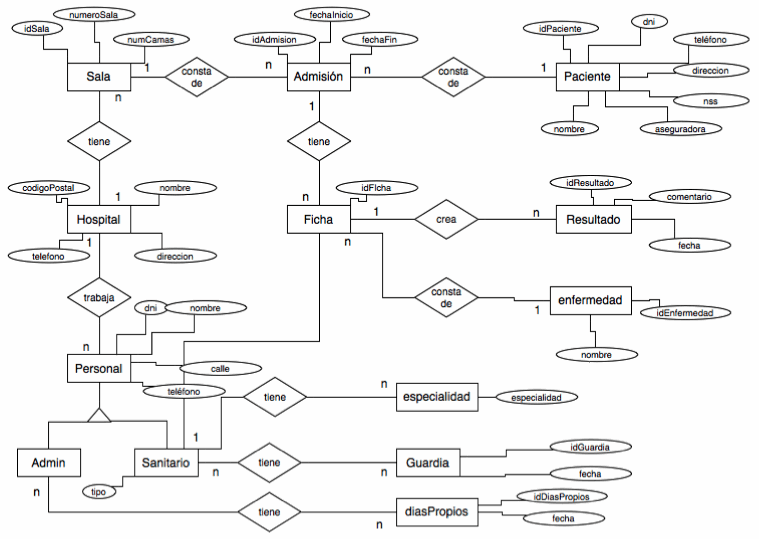 numeroSala
fechaInicio
idSala
numCamas
idAdmision
fechaFin
idPaciente
dni
teléfono
Sala
1
consta
de
n
Admisión
n
consta
de
1
Paciente
direccion
n
1
nss
nombre
aseguradora
tiene
tiene
codigoPostal
1
nombre
n
idFIcha
idResultado
comentario
Hospital
Ficha
1
crea
n
Resultado
1
n
telefono
direccion
fecha
trabaja
consta
de
1
enfermedad
idEnfermedad
dni
nombre
n
nombre
Personal
calle
teléfono
tiene
n
especialidad
especialidad
1
Admin
Sanitario
n
tiene
n
Guardia
idGuardia
fecha
n
tipo
tiene
n
diasPropios
idDiasPropios
fecha